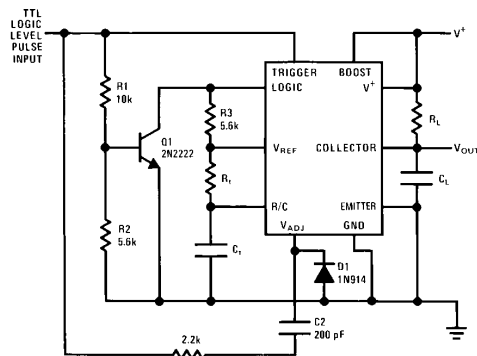 TTL
LOGIC
LEVEL
PULSE
INPUT
V+
TRIGGER
BOOST
LOGIC
V+
R1
10k
R3
5.6k
RL
Q1
2N2222
VREF
COLLECTOR
VOUT
Rt
CL
R/C
EMITTER
R2
5.6k
VADJ
GND
Ct
D1
1N914
C2
200 pF
2.2k